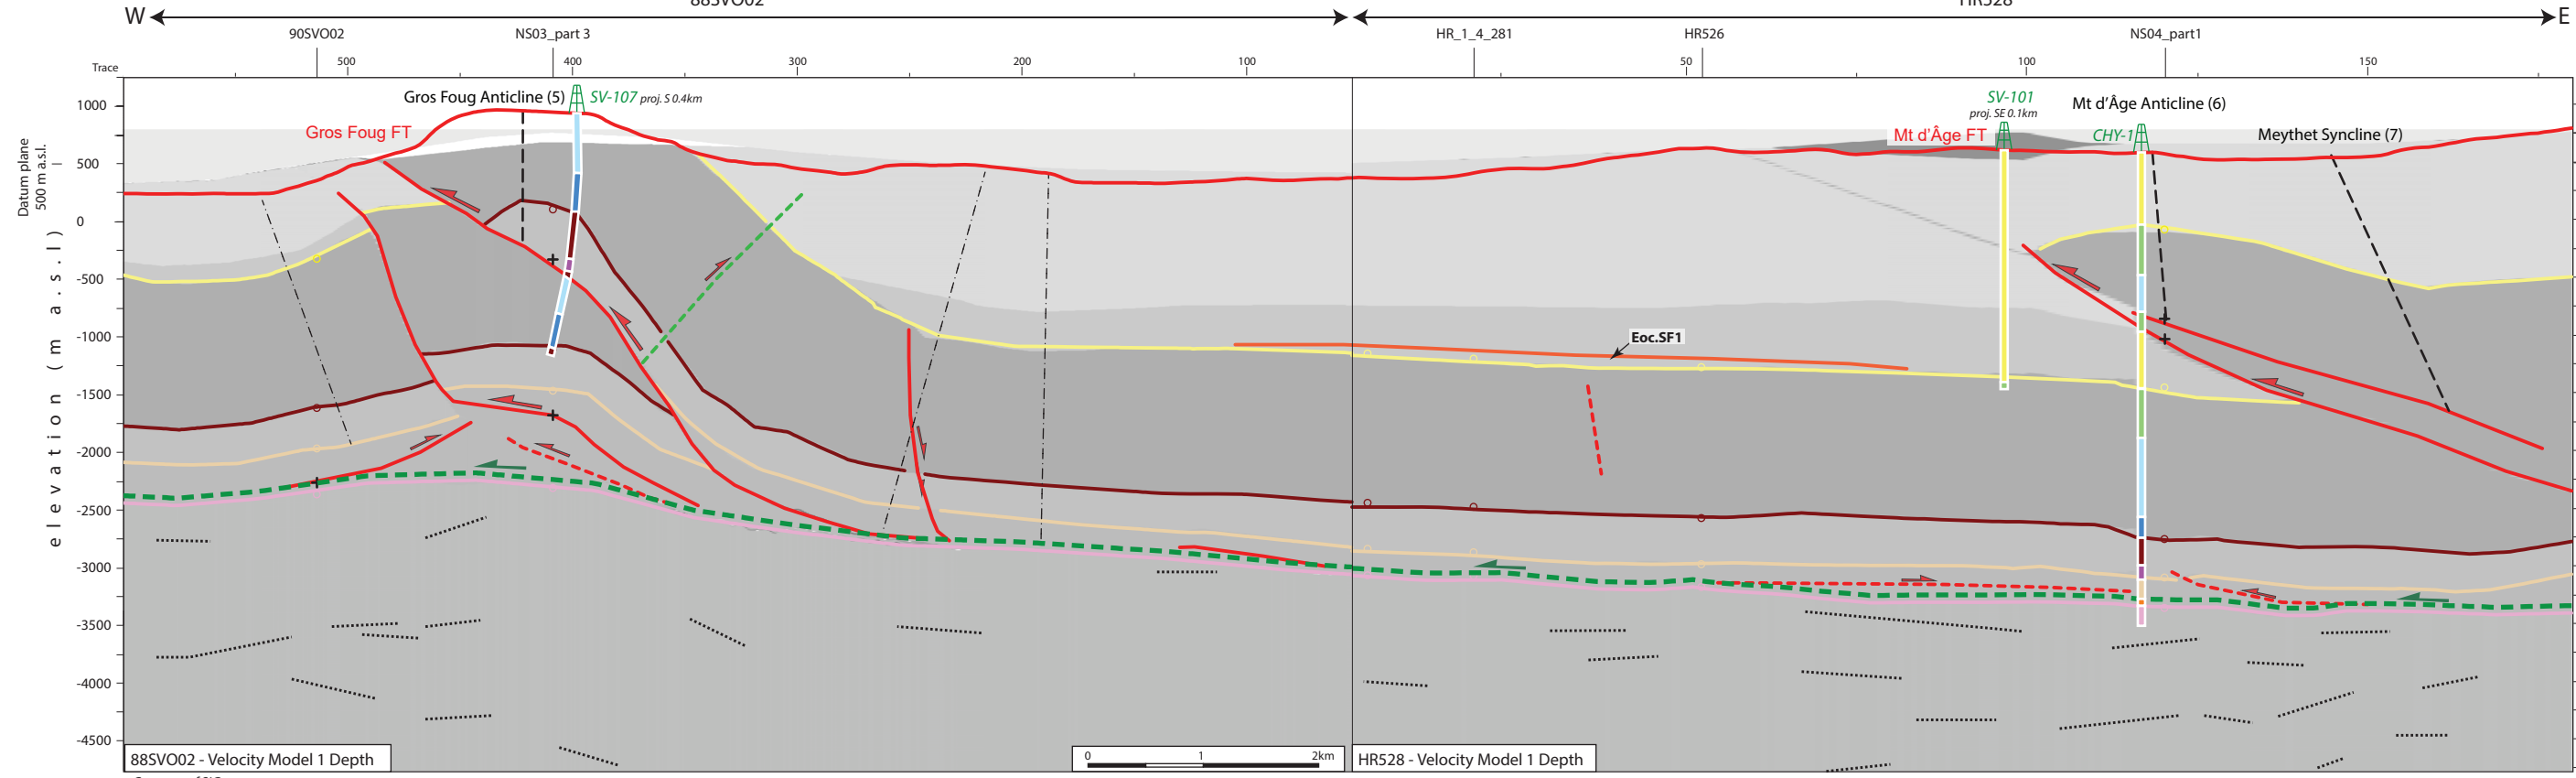 88SVO02
HR528
W
E
90SVO02
NS03_part 3
HR_1_4_281
HR526
NS04_part1
Trace
500
400
300
200
100
50
100
150
Gros Foug Anticline (5)
SV-107 proj. S 0.4km
Gros Foug FT
SV-101
proj. SE 0.1km
Mt d'Âge Anticline (6)
Mt d'Âge FT
CHY-1
Meythet Syncline (7)
Datum plane
500 m a.s.l.
elevation (m a.s.l)
1000
500
0
-500
-1000
-1500
-2000
-2500
-3000
-3500
-4000
-4500
Eoc.SF1
88SVO02 - Velocity Model 1 Depth
0 1 2km
HR528 - Velocity Model 1 Depth